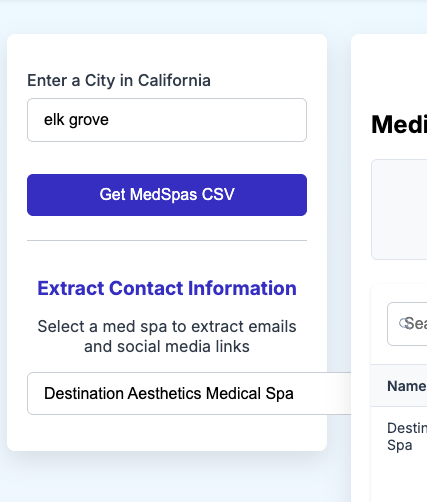 Enter a City in California
elk grove
Get MedSpas CSV
Extract Contact Information
Select a med spa to extract emails
and social media links
Destination Aesthetics Medical Spa
Medi
Sea
Name
Destin
Spa